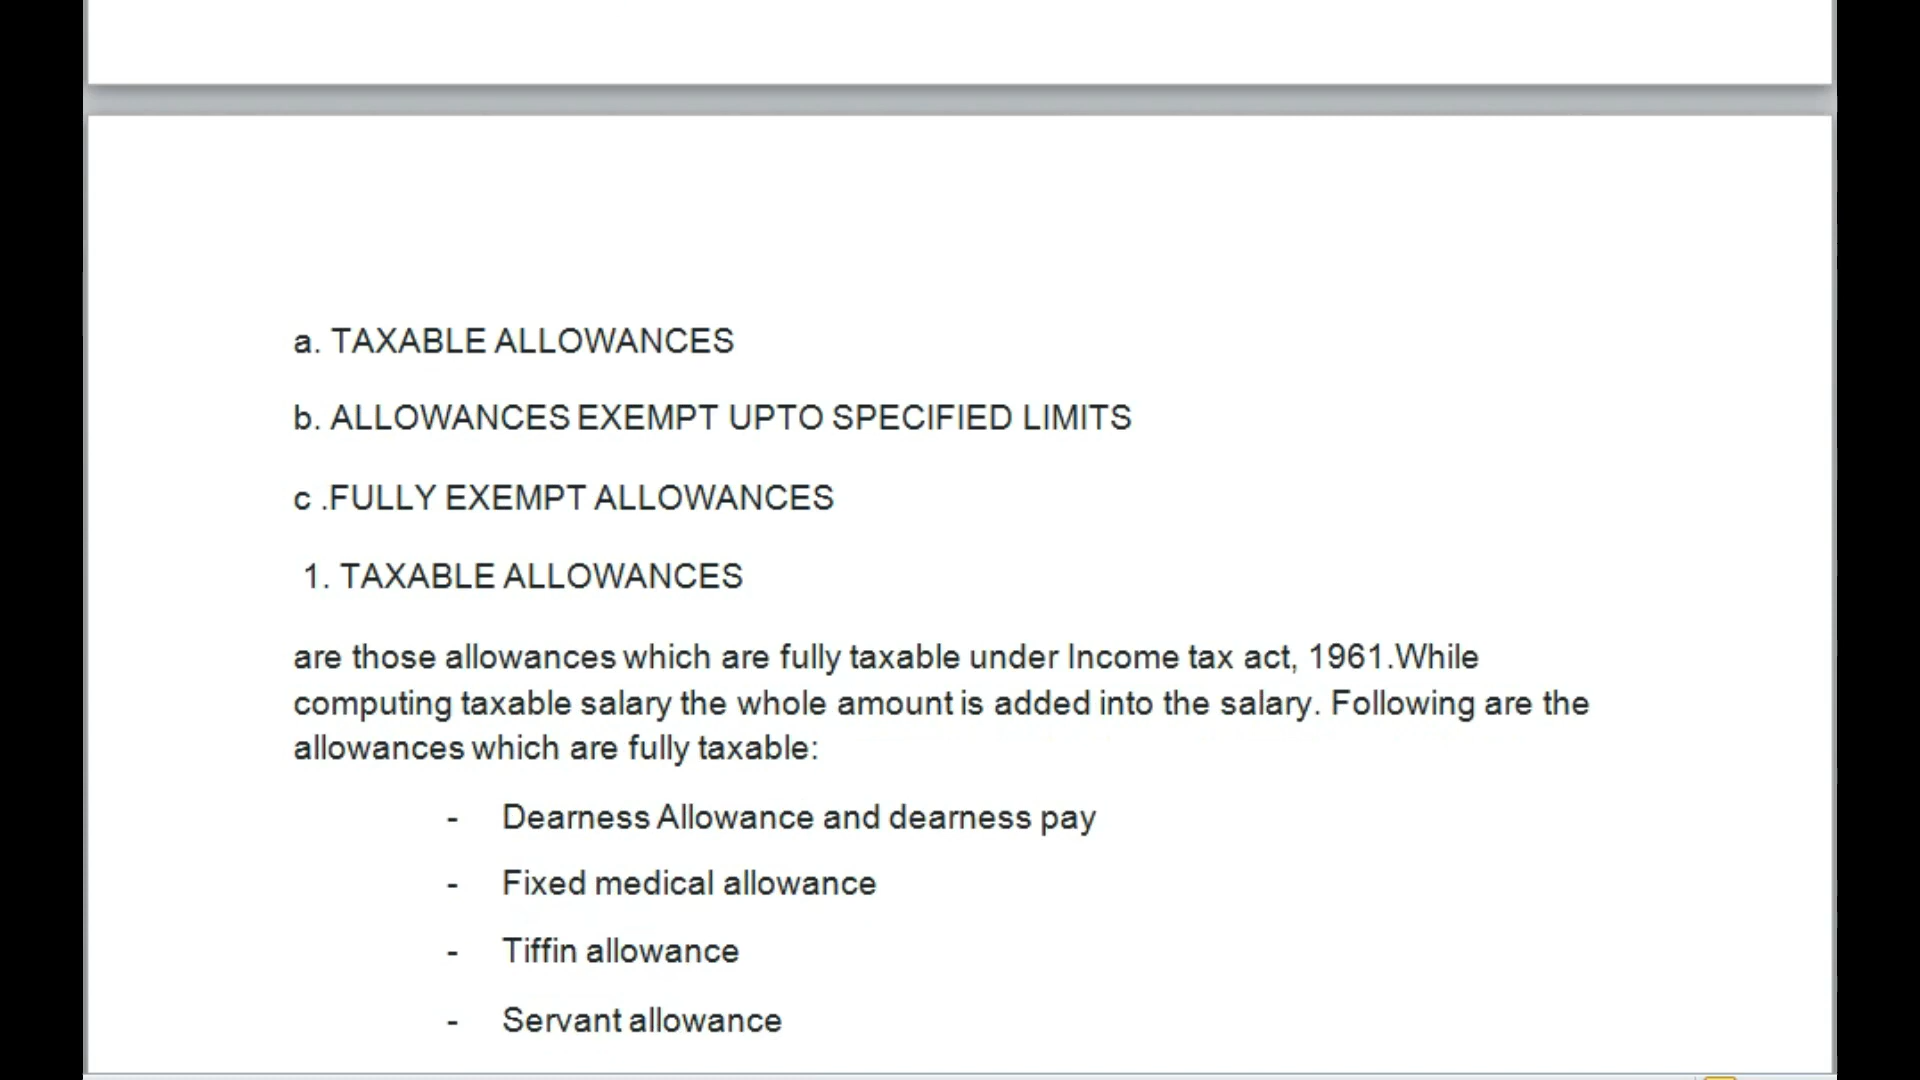 a. TAXABLE ALLOWANCES
b. ALLOWANCES EXEMPT UPTO SPECIFIED LIMITS
c .FULLY EXEMPT ALLOWANCES
1. TAXABLE ALLOWANCES
are those allowances which are fully taxable under Income tax act, 1961.While
computing taxable salary the whole amount is added into the salary. Following are the
allowances which are fully taxable:
- Dearness Allowance and dearness pay
- Fixed medical allowance
- Tiffin allowance
- Servant allowance